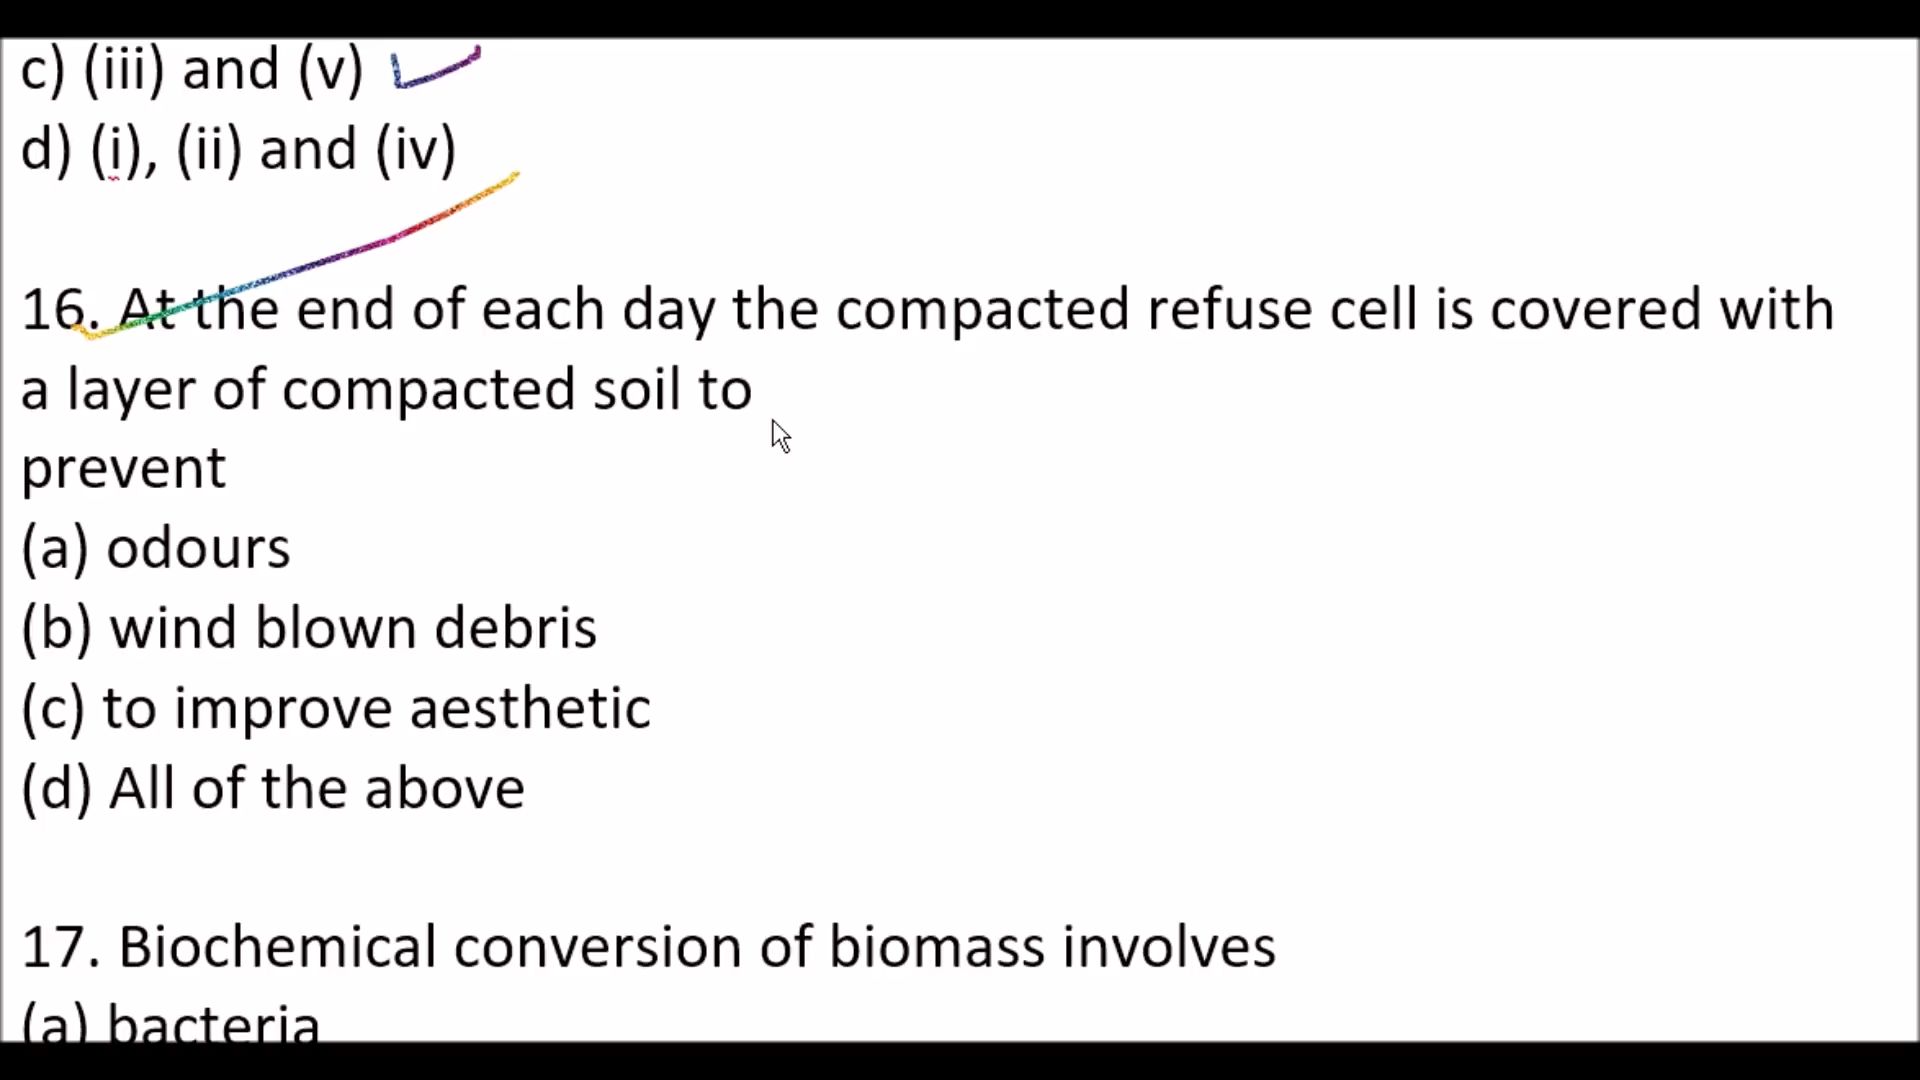 c) (iii) and (v)
d) (i), (ii) and (iv)
16. At the end of each day the compacted refuse cell is covered with
a layer of compacted soil to
prevent
(a) odours
(b) wind blown debris
(c) to improve aesthetic
(d) All of the above
17. Biochemical conversion of biomass involves
(a) bacteria